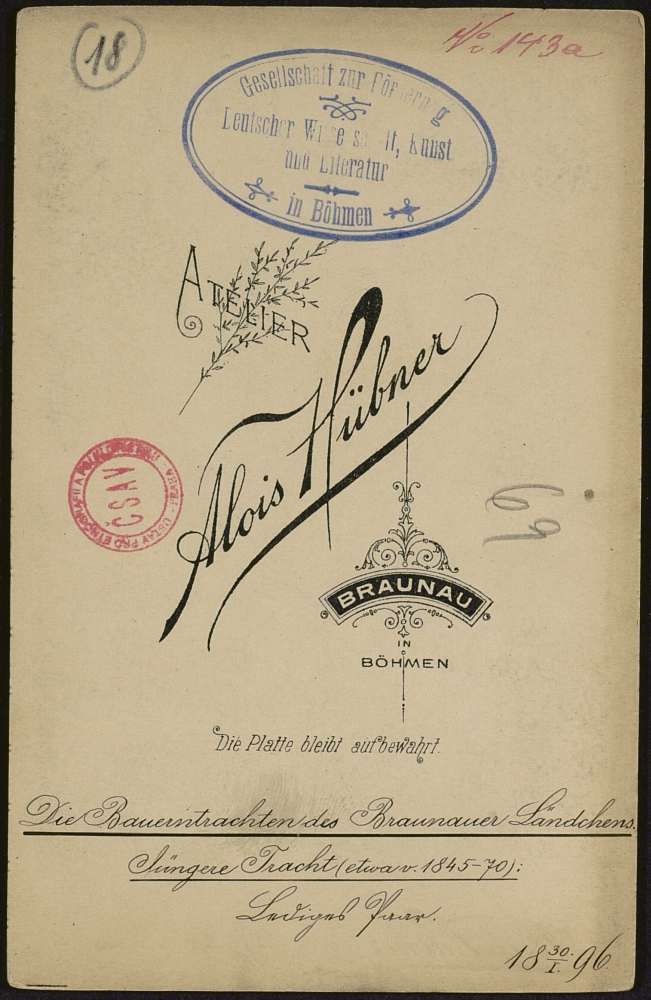 18
No 143a
Gesellschaft zur Förderung
Deutscher Wissenschaft, Kunst
und Literatur
in Böhmen
ATELIER
Alois Hübner
ČSAV
69
BRAUNAU
IN
BÖHMEN
Die Platte bleibt aufbewahrt.
Die Bauerntrachten des Braunauer Ländchens.
Jüngere Tracht (etwa v. 1845-70):
Lediges Paar.
18 30./I. 96